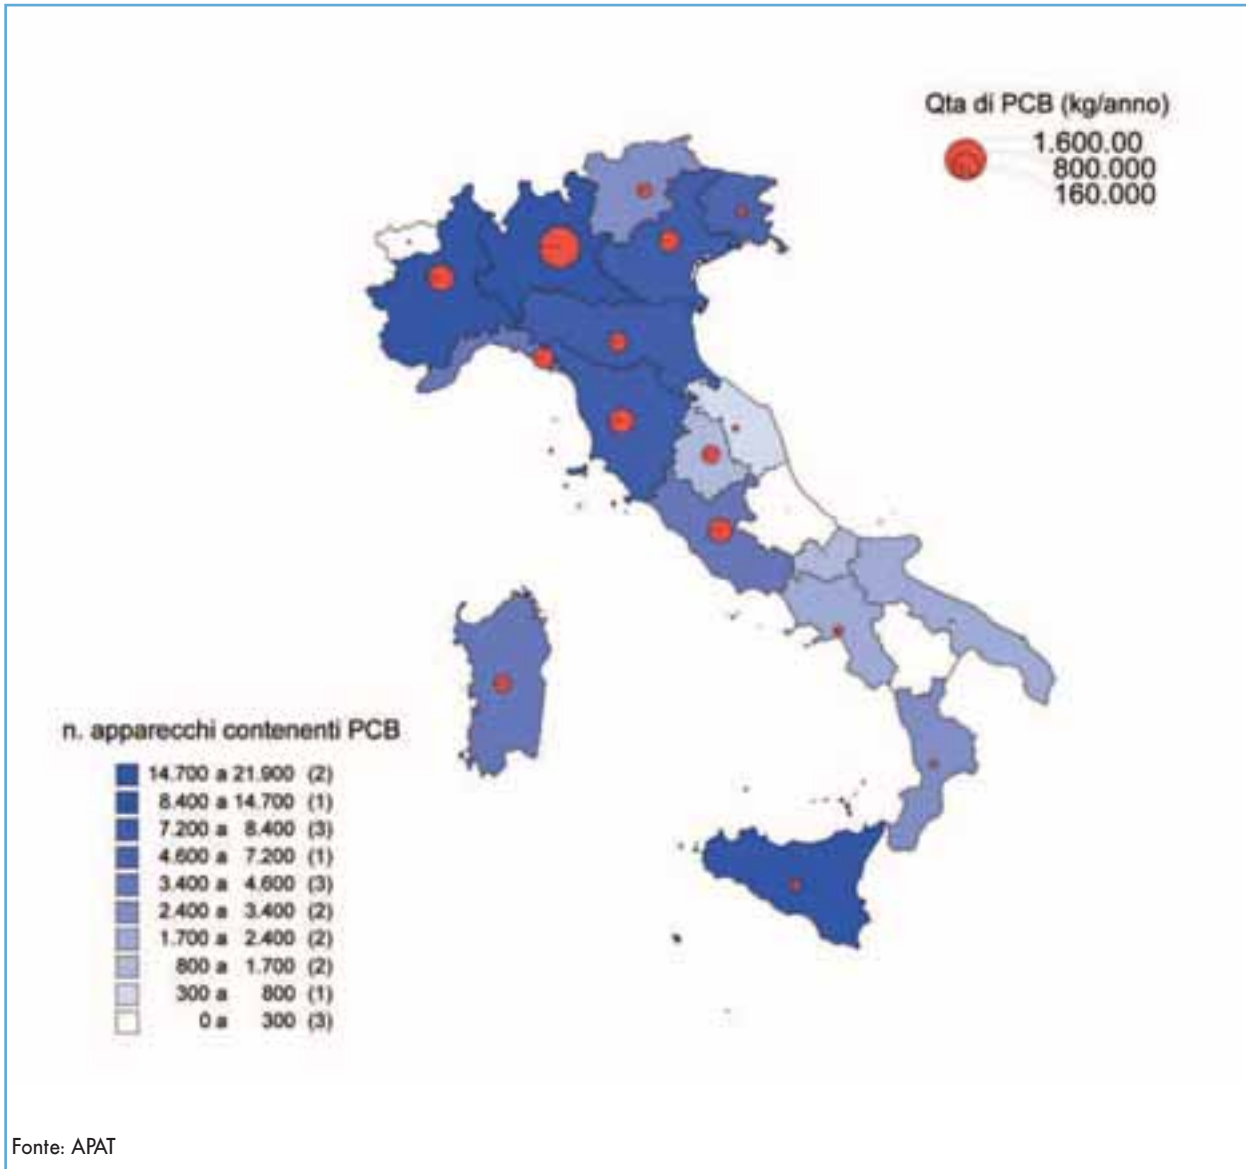 Qta di PCB (kg/anno)
1.600.00
800.000
160.000
n. apparecchi contenenti PCB
14.700 a 21.900 (2)
8.400 a 14.700 (1)
7.200 a 8.400 (3)
4.600 a 7.200 (1)
3.400 a 4.600 (3)
2.400 a 3.400 (2)
1.700 a 2.400 (2)
800 a 1.700 (2)
300 a 800 (1)
0 a 300 (3)
Fonte: APAT